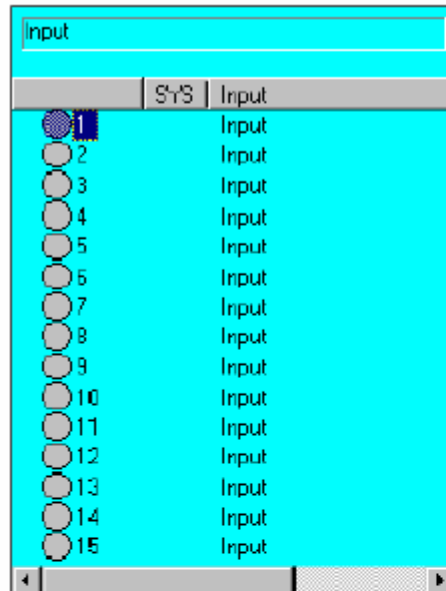 Input
SYS Input
1 Input
2 Input
3 Input
4 Input
5 Input
6 Input
7 Input
8 Input
9 Input
10 Input
11 Input
12 Input
13 Input
14 Input
15 Input